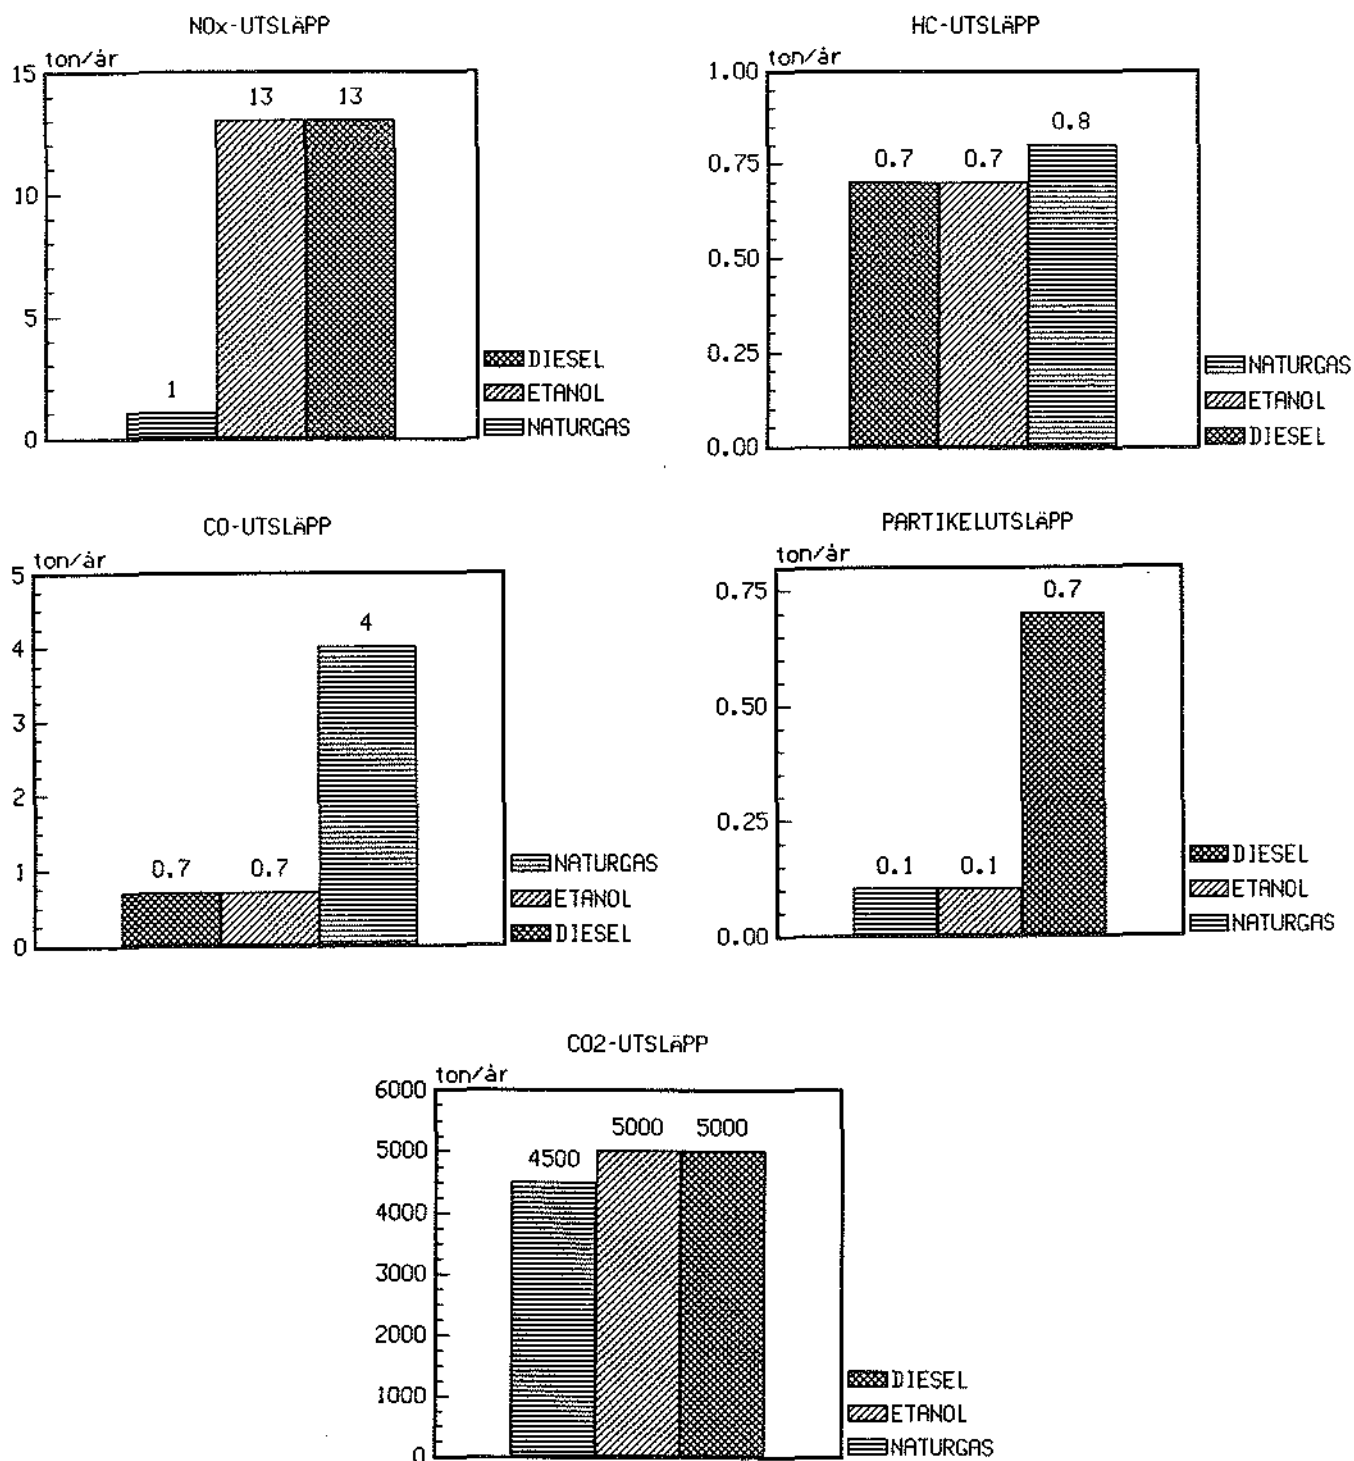 NOx-UTSLÄPP
ton/år
15
10
5
0
1
13
13
DIESEL
ETANOL
NATURGAS
HC-UTSLÄPP
ton/år
1.00
0.75
0.50
0.25
0.00
0.7
0.7
0.8
NATURGAS
ETANOL
DIESEL
CO-UTSLÄPP
ton/år
5
4
3
2
1
0
0.7
0.7
4
NATURGAS
ETANOL
DIESEL
PARTIKELUTSLÄPP
ton/år
0.75
0.50
0.25
0.00
0.1
0.1
0.7
DIESEL
ETANOL
NATURGAS
CO2-UTSLÄPP
ton/år
6000
5000
4000
3000
2000
1000
0
4500
5000
5000
DIESEL
ETANOL
NATURGAS